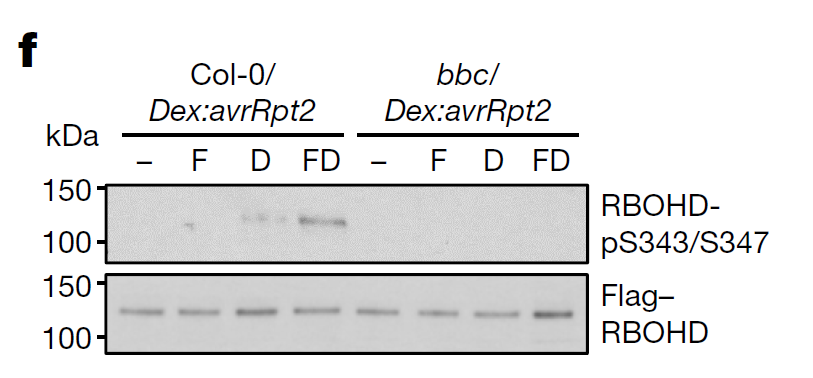 f
Col-0/ bbc/
Dex:avrRpt2 Dex:avrRpt2
kDa
– F D FD – F D FD
150
RBOHD-
100
pS343/S347
150
Flag–
RBOHD
100